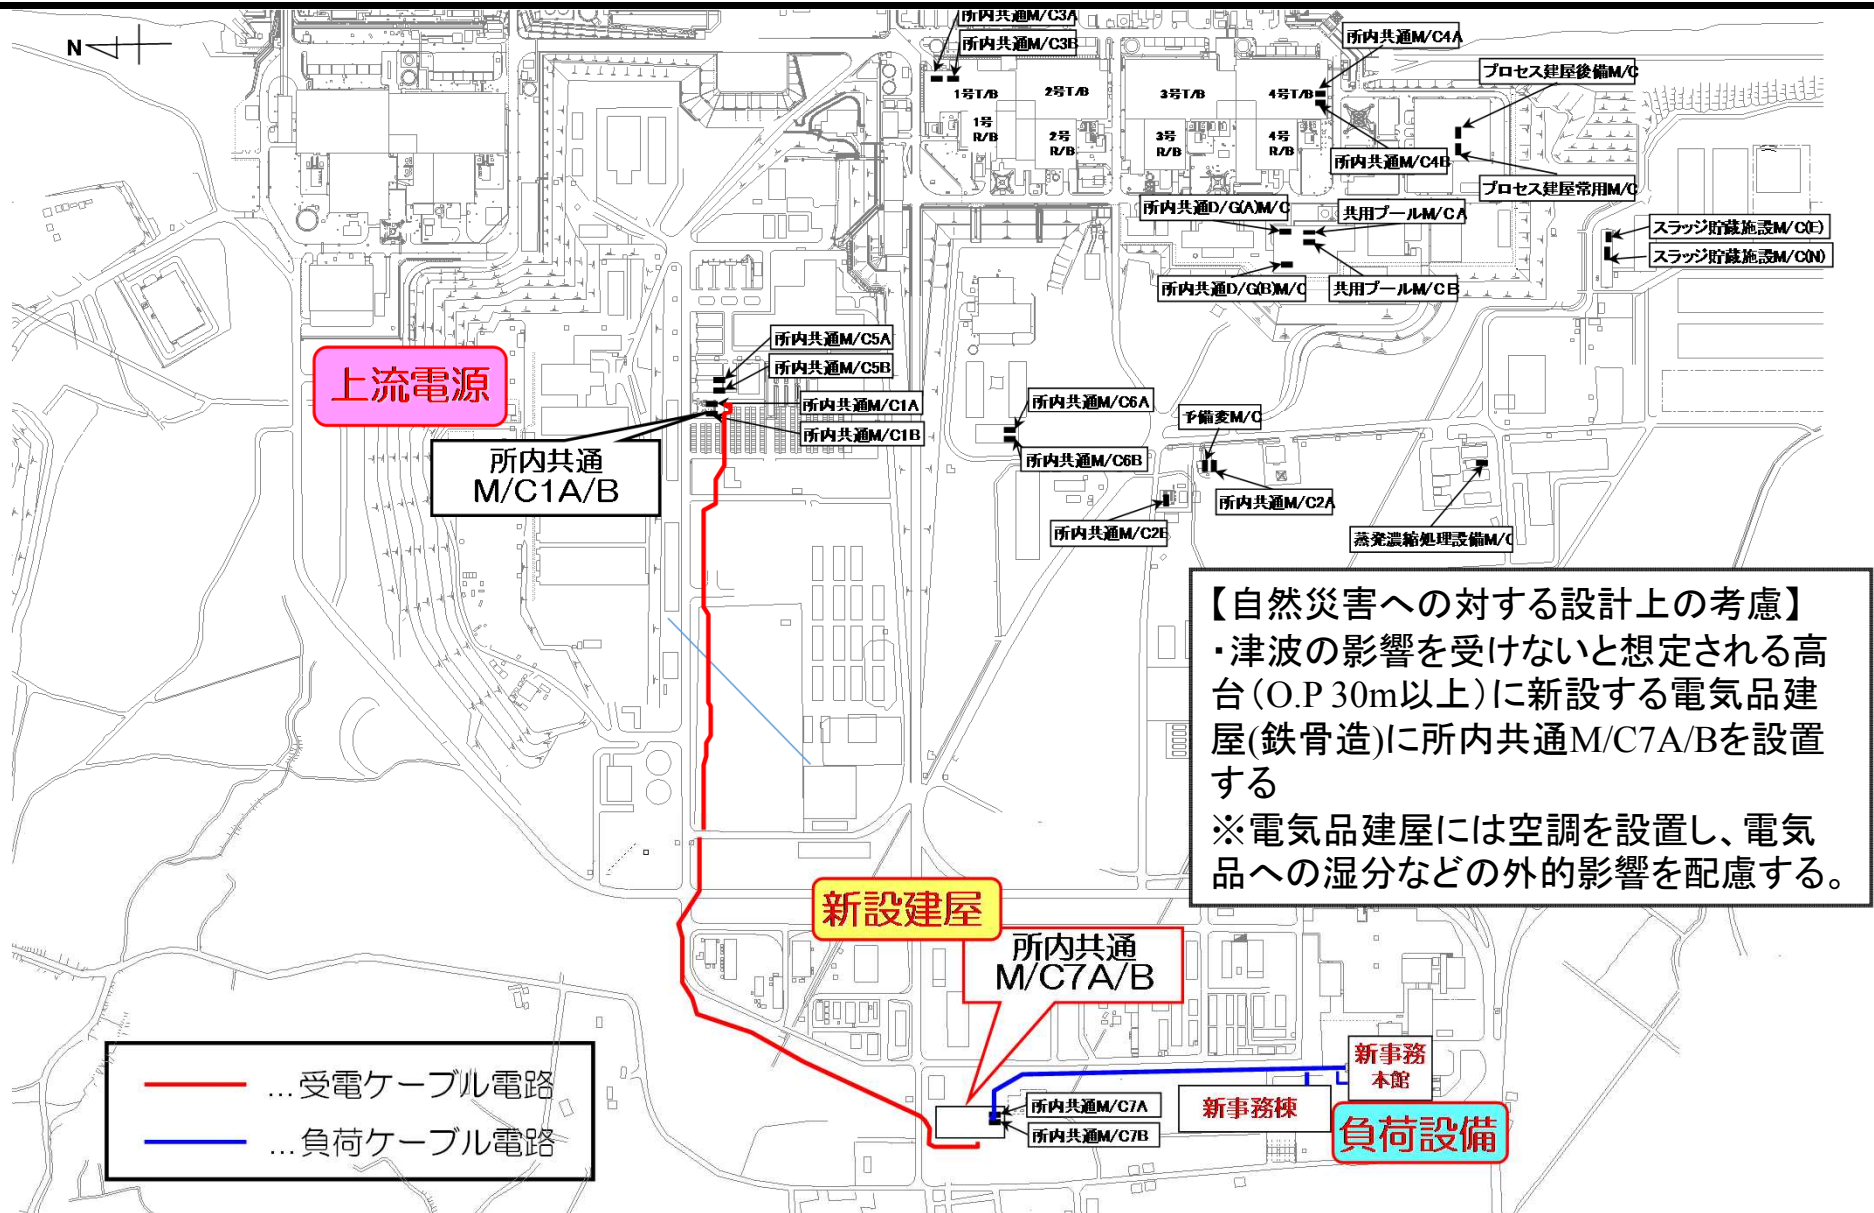 N
所内共通M/C3A
所内共通M/C3B
所内共通M/C4A
プロセス建屋後備M/C
1号T/B
2号T/B
3号T/B
4号T/B
1号
R/B
2号
R/B
3号
R/B
4号
R/B
所内共通M/C4B
プロセス建屋常用M/C
所内共通D/G(A)M/C
共用プールM/CA
スラッジ貯蔵施設M/C(E)
スラッジ貯蔵施設M/C(N)
所内共通D/G(B)M/C
共用プールM/CB
所内共通M/C5A
所内共通M/C5B
上流電源
所内共通M/C1A
所内共通M/C1B
所内共通M/C6A
予備変M/C
所内共通
M/C1A/B
所内共通M/C6B
所内共通M/C2A
所内共通M/C2B
蒸発濃縮処理設備M/C
【自然災害への対する設計上の考慮】
・津波の影響を受けないと想定される高
台（O.P 30m以上）に新設する電気品建
屋(鉄骨造)に所内共通M/C7A/Bを設置
する
※電気品建屋には空調を設置し、電気
品への湿分などの外的影響を配慮する。
新設建屋
所内共通
M/C7A/B
新事務
本館
…受電ケーブル電路
…負荷ケーブル電路
所内共通M/C7A
所内共通M/C7B
新事務棟
負荷設備